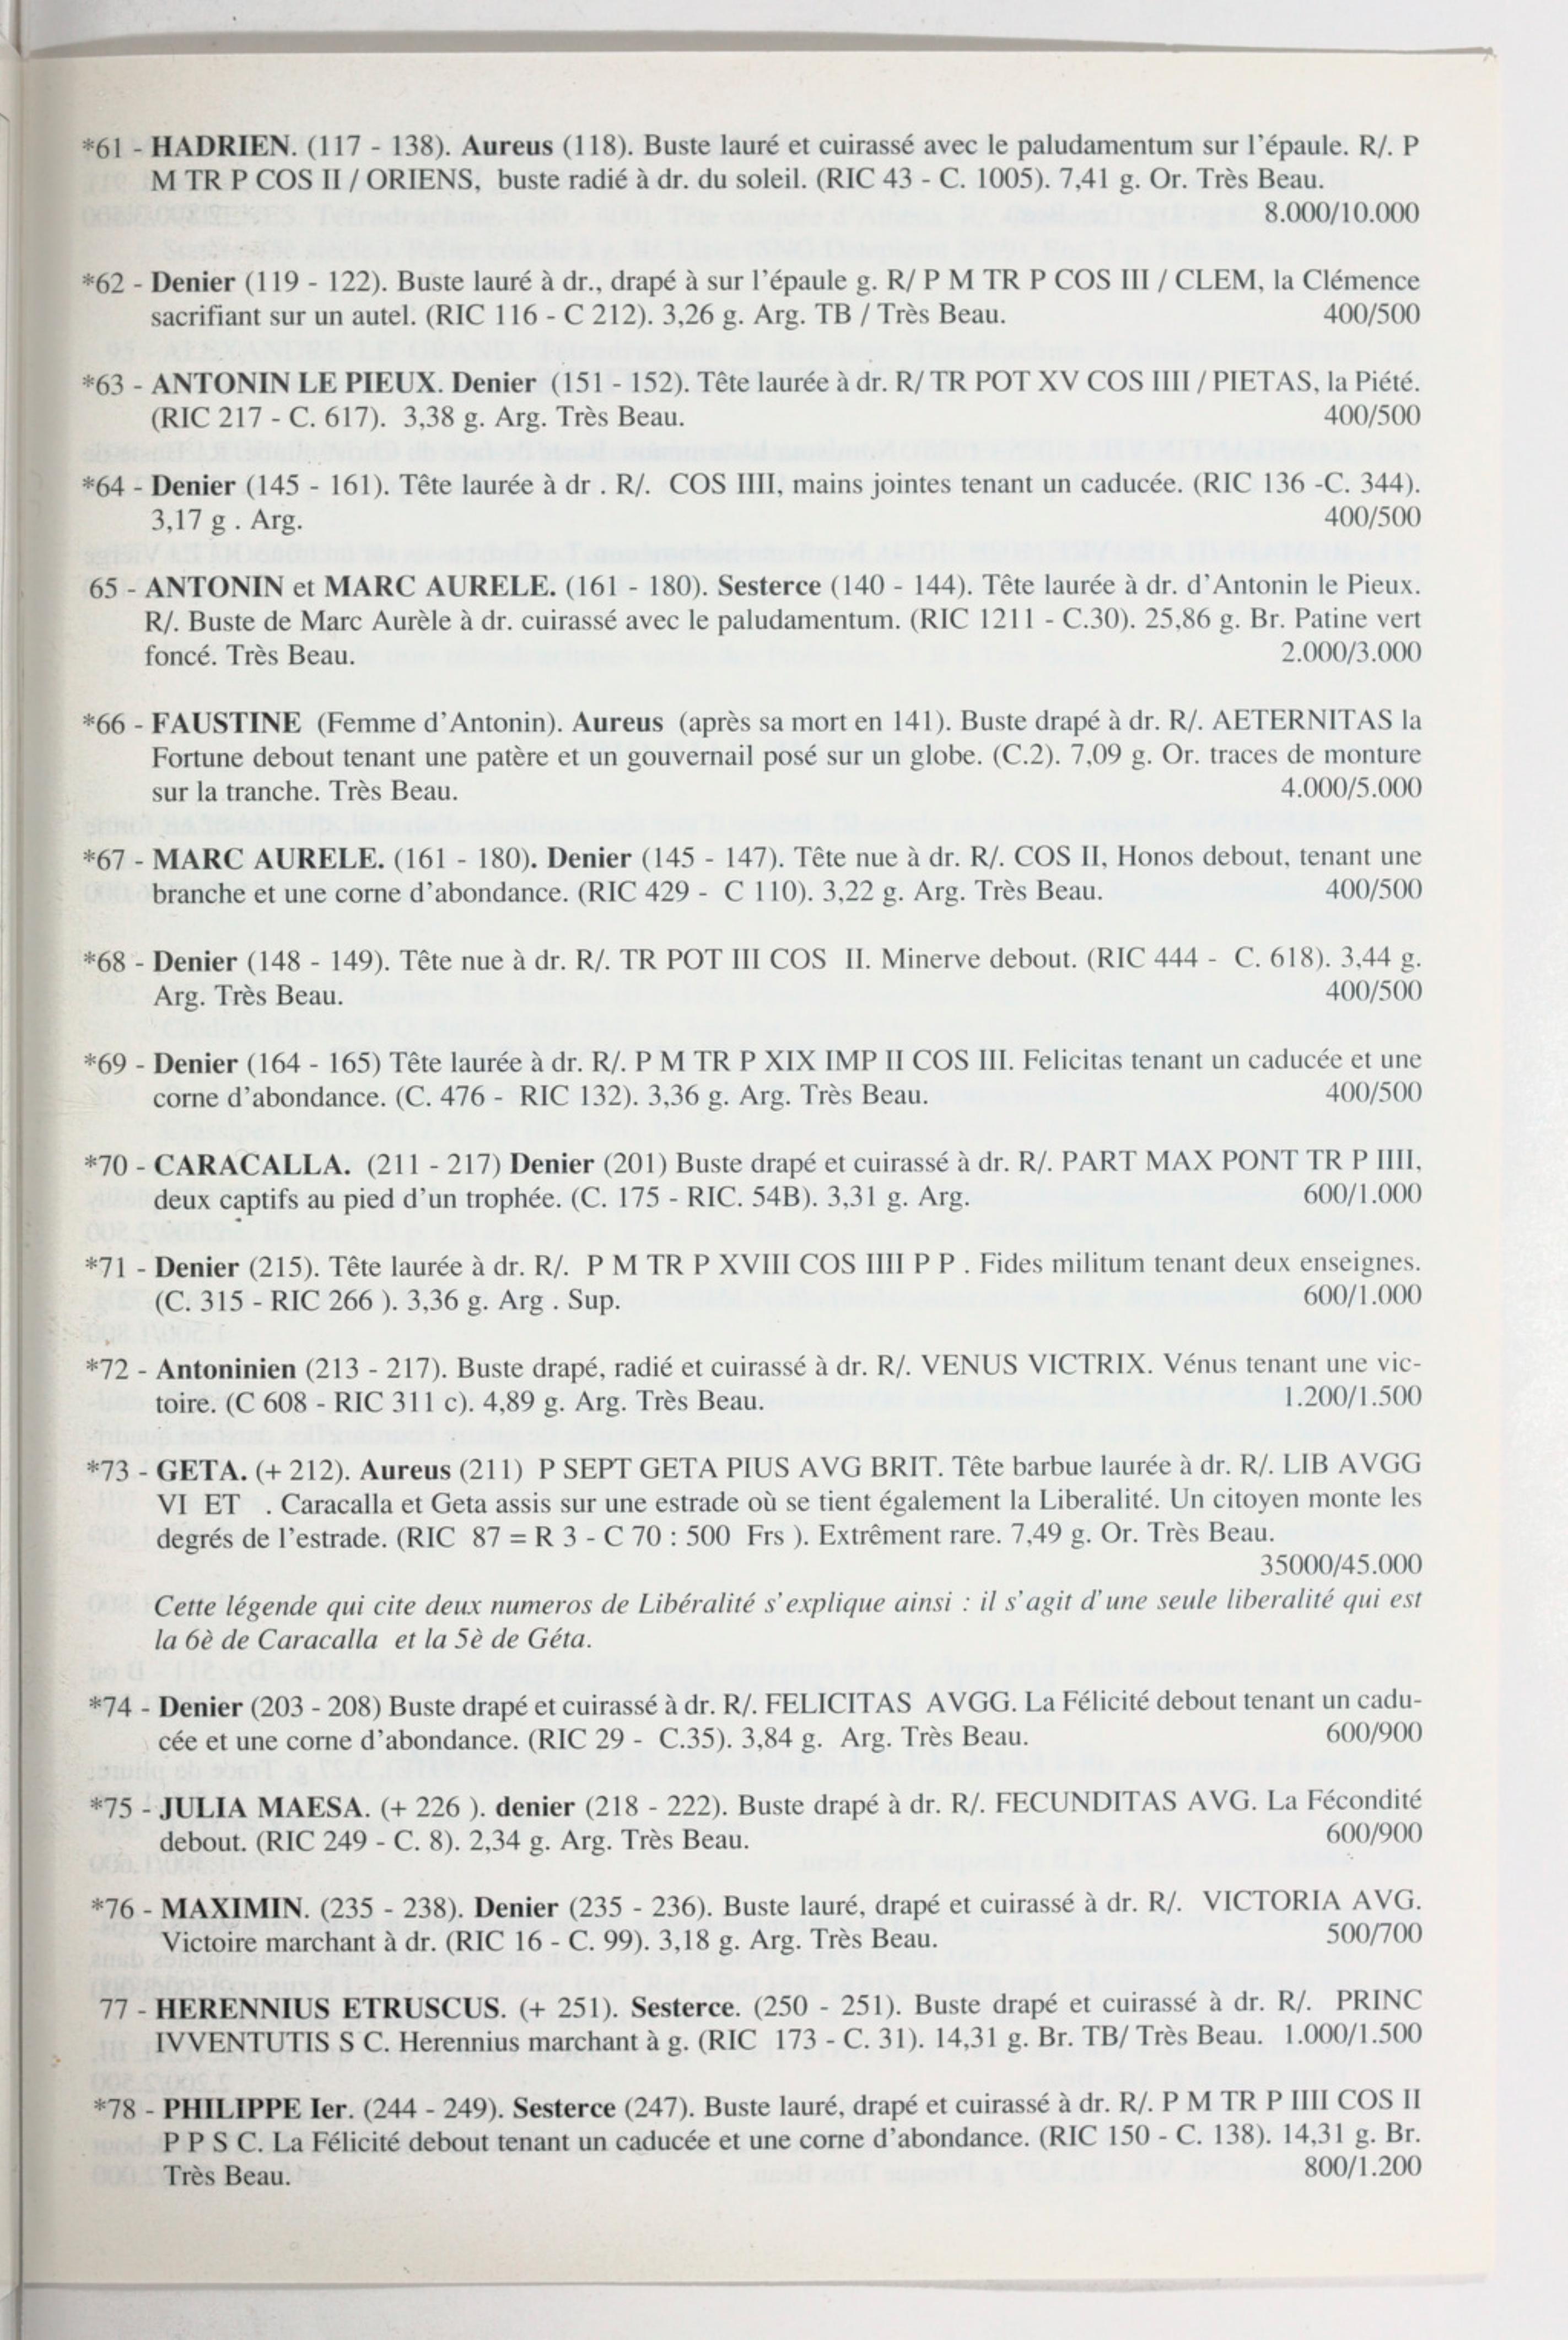 *61 - HADRIEN. (117 - 138). Aureus (118). Buste lauré et cuirassé avec le paludamentum sur l'épaule. R/. P
M TR P COS II / ORIENS, buste radié à dr. du soleil. (RIC 43 - C. 1005). 7,41 g. Or. Très Beau.
8.000/10.000
*62 - Denier (119 - 122). Buste lauré à dr., drapé à sur l'épaule g. R/ P M TR P COS III / CLEM, la Clémence
sacrifiant sur un autel. (RIC 116 - C 212). 3,26 g. Arg. TB / Très Beau. 400/500
*63 - ANTONIN LE PIEUX. Denier (151 - 152). Tête laurée à dr. R/ TR POT XV COS IIII / PIETAS, la Piété.
(RIC 217 - C. 617). 3,38 g. Arg. Très Beau. 400/500
*64 - Denier (145 - 161). Tête laurée à dr . R/. COS IIII, mains jointes tenant un caducée. (RIC 136 -C. 344).
3,17 g . Arg. 400/500
65 - ANTONIN et MARC AURELE. (161 - 180). Sesterce (140 - 144). Tête laurée à dr. d'Antonin le Pieux.
R/. Buste de Marc Aurèle à dr. cuirassé avec le paludamentum. (RIC 1211 - C.30). 25,86 g. Br. Patine vert
foncé. Très Beau. 2.000/3.000
*66 - FAUSTINE (Femme d'Antonin). Aureus (après sa mort en 141). Buste drapé à dr. R/. AETERNITAS la
Fortune debout tenant une patère et un gouvernail posé sur un globe. (C.2). 7,09 g. Or. traces de monture
sur la tranche. Très Beau. 4.000/5.000
*67 - MARC AURELE. (161 - 180). Denier (145 - 147). Tête nue à dr. R/. COS II, Honos debout, tenant une
branche et une corne d'abondance. (RIC 429 - C 110). 3,22 g. Arg. Très Beau. 400/500
*68 - Denier (148 - 149). Tête nue à dr. R/. TR POT III COS II. Minerve debout. (RIC 444 - C. 618). 3,44 g.
Arg. Très Beau. 400/500
*69 - Denier (164 - 165) Tête laurée à dr. R/. P M TR P XIX IMP II COS III. Felicitas tenant un caducée et une
corne d'abondance. (C. 476 - RIC 132). 3,36 g. Arg. Très Beau. 400/500
*70 - CARACALLA. (211 - 217) Denier (201) Buste drapé et cuirassé à dr. R/. PART MAX PONT TR P IIII,
deux captifs au pied d'un trophée. (C. 175 - RIC. 54B). 3,31 g. Arg. 600/1.000
*71 - Denier (215). Tête laurée à dr. R/. P M TR P XVIII COS IIII P P . Fides militum tenant deux enseignes.
(C. 315 - RIC 266 ). 3,36 g. Arg . Sup. 600/1.000
*72 - Antoninien (213 - 217). Buste drapé, radié et cuirassé à dr. R/. VENUS VICTRIX. Vénus tenant une vic-
toire. (C 608 - RIC 311 c). 4,89 g. Arg. Très Beau. 1.200/1.500
*73 - GETA. (+ 212). Aureus (211) P SEPT GETA PIUS AVG BRIT. Tête barbue laurée à dr. R/. LIB AVGG
VI ET . Caracalla et Geta assis sur une estrade où se tient également la Liberalité. Un citoyen monte les
degrés de l'estrade. (RIC 87 = R 3 - C 70 : 500 Frs ). Extrêment rare. 7,49 g. Or. Très Beau.
35000/45.000
Cette légende qui cite deux numeros de Libéralité s'explique ainsi : il s'agit d'une seule liberalité qui est
la 6è de Caracalla et la 5è de Géta.
*74 - Denier (203 - 208) Buste drapé et cuirassé à dr. R/. FELICITAS AVGG. La Félicité debout tenant un cadu-
cée et une corne d'abondance. (RIC 29 - C.35). 3,84 g. Arg. Très Beau. 600/900
*75 - JULIA MAESA. (+ 226 ). denier (218 - 222). Buste drapé à dr. R/. FECUNDITAS AVG. La Fécondité
debout. (RIC 249 - C. 8). 2,34 g. Arg. Très Beau. 600/900
*76 - MAXIMIN. (235 - 238). Denier (235 - 236). Buste lauré, drapé et cuirassé à dr. R/. VICTORIA AVG.
Victoire marchant à dr. (RIC 16 - C. 99). 3,18 g. Arg. Très Beau. 500/700
77 - HERENNIUS ETRUSCUS. (+ 251). Sesterce. (250 - 251). Buste drapé et cuirassé à dr. R/. PRINC
IVVENTUTIS S C. Herennius marchant à g. (RIC 173 - C. 31). 14,31 g. Br. TB/ Très Beau. 1.000/1.500
*78 - PHILIPPE Ier. (244 - 249). Sesterce (247). Buste lauré, drapé et cuirassé à dr. R/. P M TR P IIII COS II
P P S C. La Félicité debout tenant un caducée et une corne d'abondance. (RIC 150 - C. 138). 14,31 g. Br.
Très Beau. 800/1.200